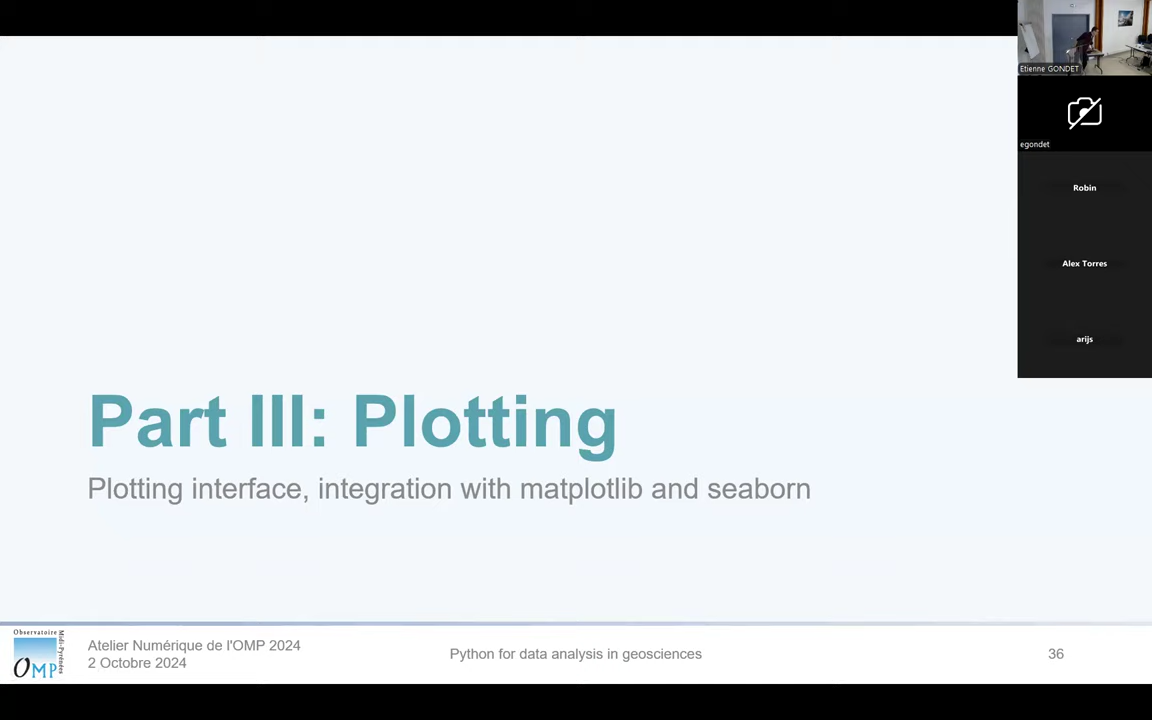 Etienne GONDET
egondet
Robin
Alex Torres
arijs
Part III: Plotting
Plotting interface, integration with matplotlib and seaborn
Observatoire
Midi-Pyrénées
OMP
Atelier Numérique de l'OMP 2024
2 Octobre 2024
Python for data analysis in geosciences
36